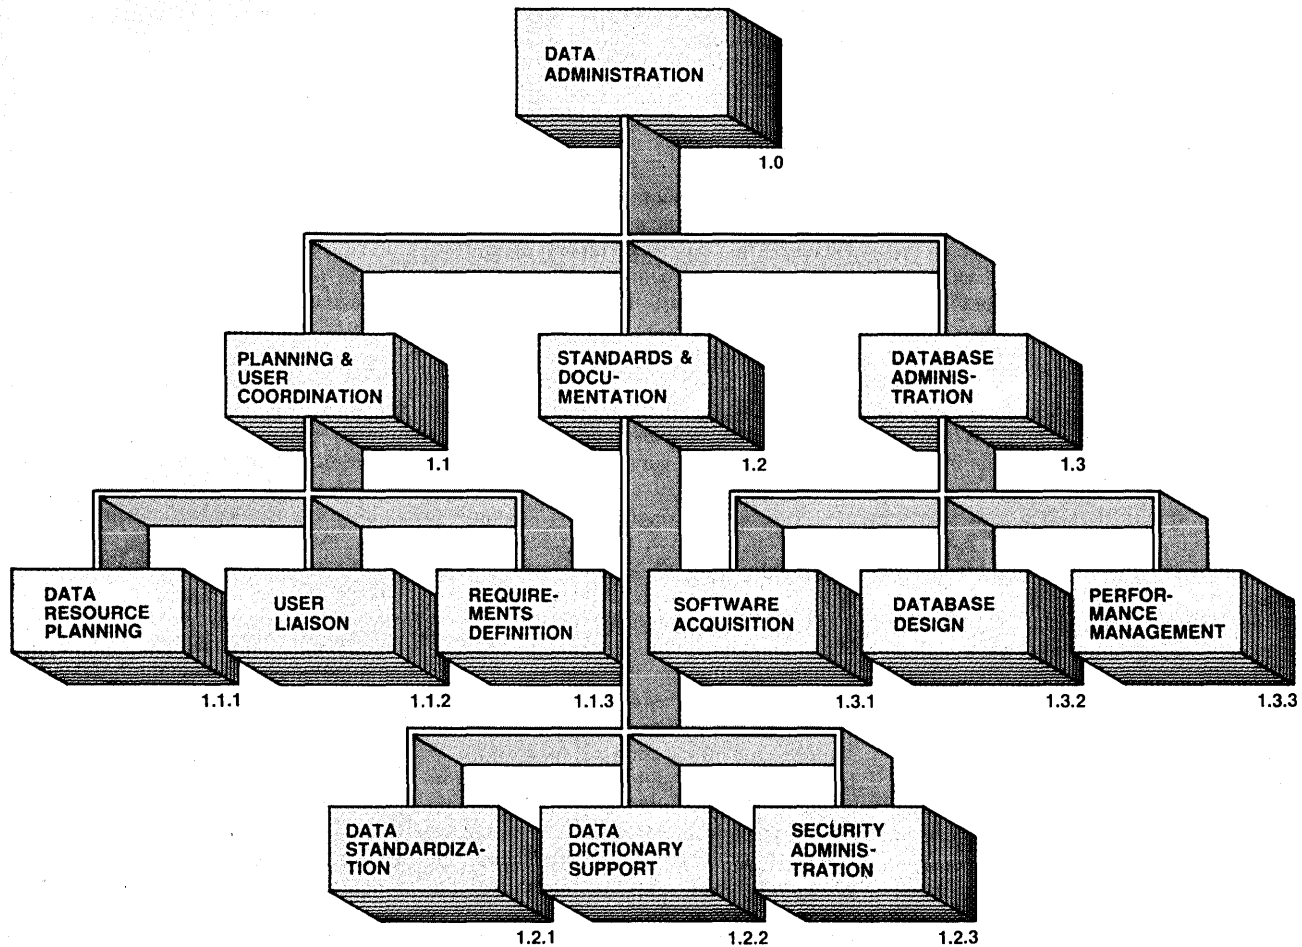 DATA
ADMINISTRATION
1.0
PLANNING &
USER
COORDINATION
1.1
STANDARDS &
DOCU-
MENTATION
1.2
DATABASE
ADMINIS-
TRATION
1.3
DATA
RESOURCE
PLANNING
1.1.1
USER
LIAISON
1.1.2
REQUIRE-
MENTS
DEFINITION
1.1.3
SOFTWARE
ACQUISITION
1.3.1
DATABASE
DESIGN
1.3.2
PERFOR-
MANCE
MANAGEMENT
1.3.3
DATA
STANDARDIZA-
TION
1.2.1
DATA
DICTIONARY
SUPPORT
1.2.2
SECURITY
ADMINIS-
TRATION
1.2.3